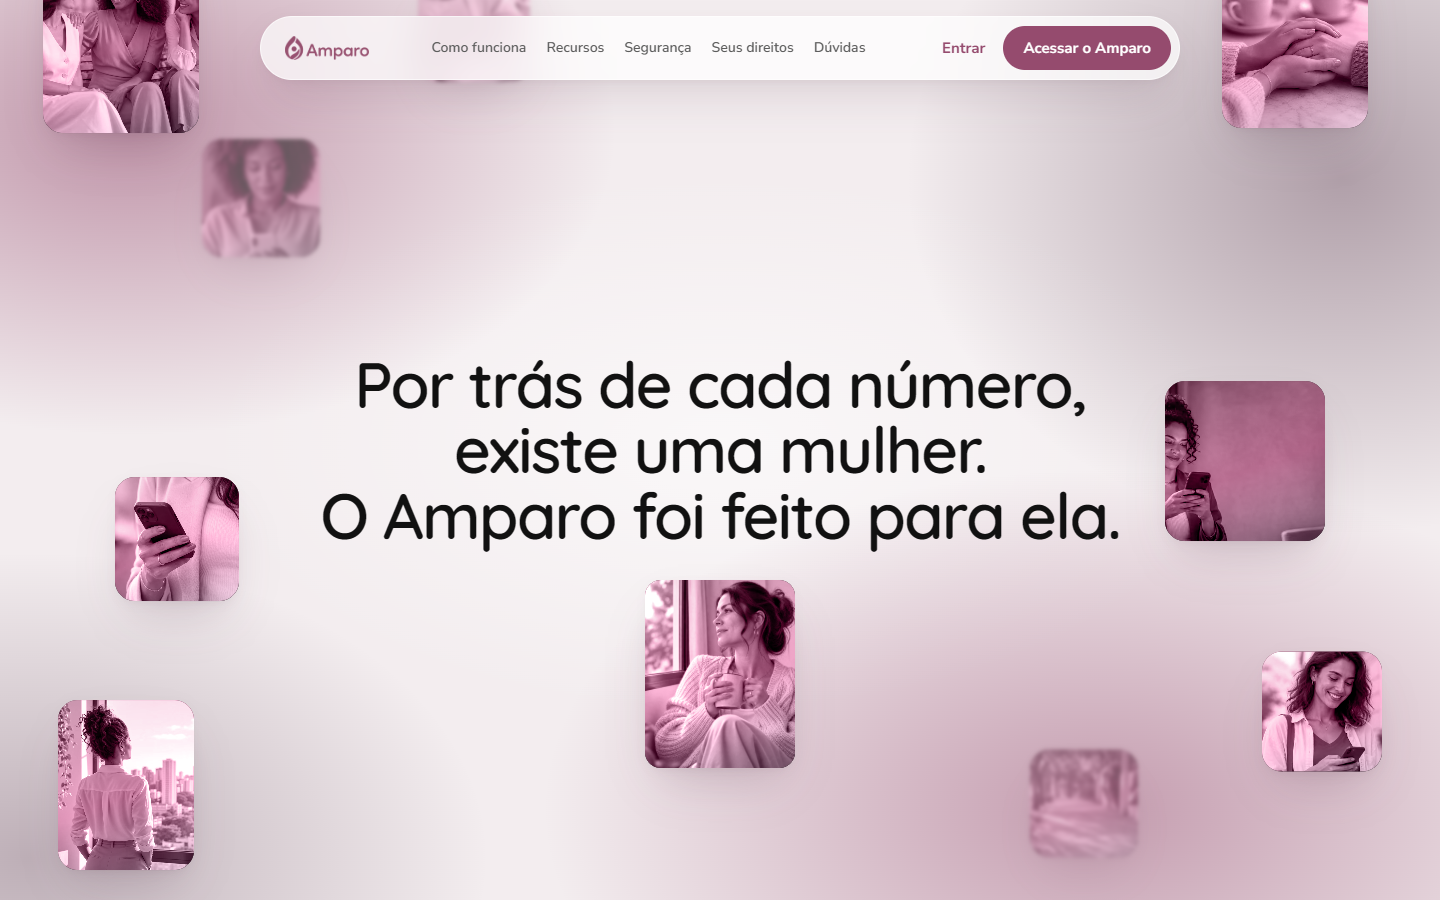 Amparo
Como funciona
Recursos
Segurança
Seus direitos
Dúvidas
Entrar
Acessar o Amparo
Por trás de cada número,
existe uma mulher.
O Amparo foi feito para ela.